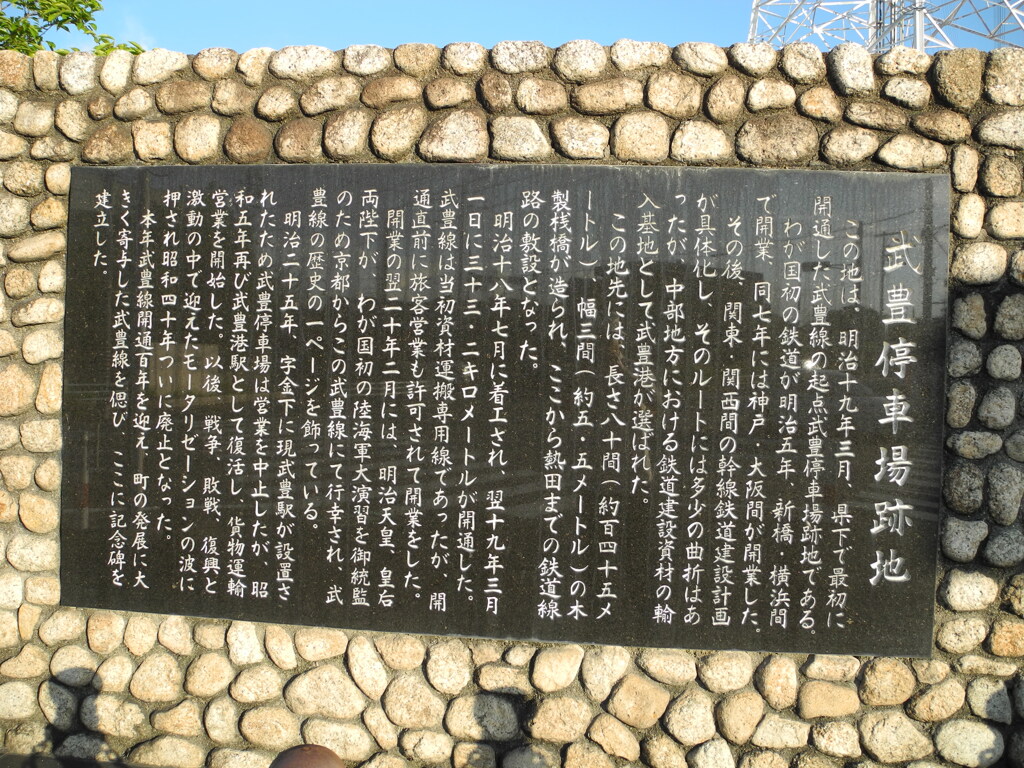 武豊停車場跡地
この地は、明治十九年三月、県下で最初に
開通した武豊線の起点武豊停車場跡地である。
わが国初の鉄道が明治五年、新橋・横浜間
で開業、同七年には神戸・大阪間が開業した。
その後、関東・関西間の幹線鉄道建設計画
が具体化し、そのルートには多少の曲折はあ
ったが、中部地方における鉄道建設資材の輸
入基地として武豊港が選ばれた。
この地先には、長さ八十間（約百四十五メ
ートル）、幅三間（約五・五メートル）の木
製桟橋が造られ、ここから熱田までの鉄道線
路の敷設となった。
明治十八年七月に着工され、翌十九年三月
一日に三十三・二キロメートルが開通した。
武豊線は当初資材運搬専用線であったが、開
通直前に旅客営業も許可されて開業をした。
開業の翌二十年二月には、明治天皇、皇后
両陛下が、わが国初の陸海軍大演習を御統監
のため京都からこの武豊線にて行幸され、武
豊線の歴史の一ページを飾っている。
明治二十五年、字金下に現武豊駅が設置さ
れたため武豊停車場は営業を中止したが、昭
和五年再び武豊港駅として復活し、貨物運輸
営業を開始した。以後、戦争、敗戦、復興と
激動の中で迎えたモータリゼーションの波に
押され昭和四十年ついに廃止となった。
本年武豊線開通百年を迎え、町の発展に大
きく寄与した武豊線を偲び、ここに記念碑を
建立した。